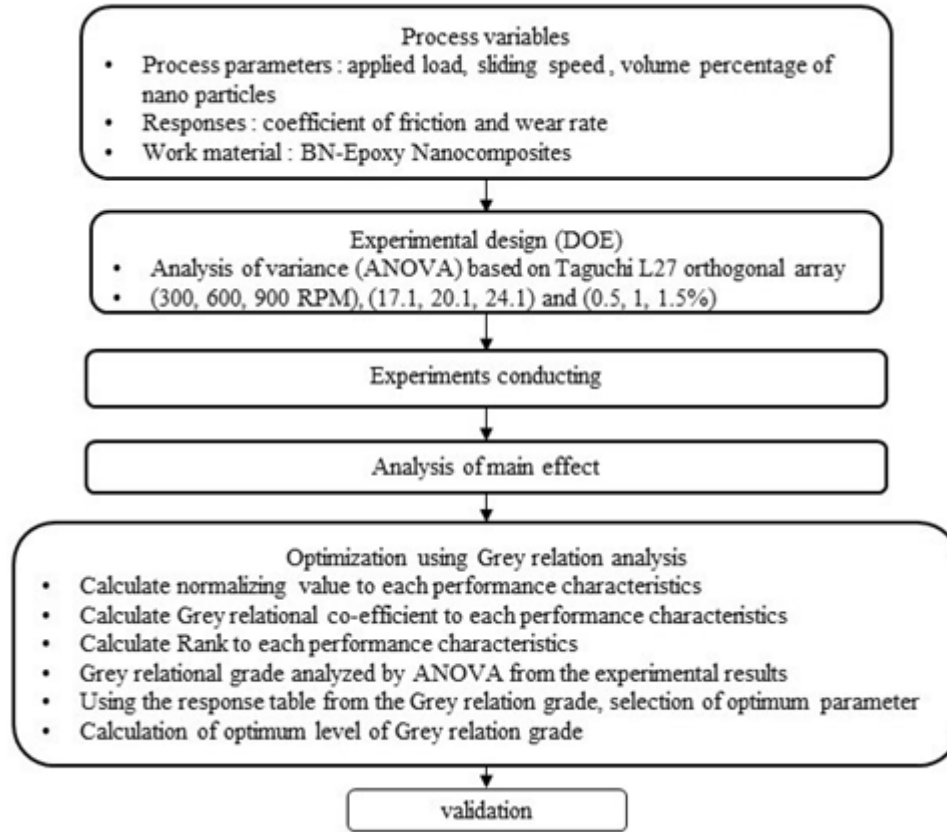 Process variables
• Process parameters : applied load, sliding speed , volume percentage of
nano particles
• Responses : coefficient of friction and wear rate
• Work material : BN-Epoxy Nanocomposites
Experimental design (DOE)
• Analysis of variance (ANOVA) based on Taguchi L27 orthogonal array
• (300, 600, 900 RPM), (17.1, 20.1, 24.1) and (0.5, 1, 1.5%)
Experiments conducting
Analysis of main effect
Optimization using Grey relation analysis
• Calculate normalizing value to each performance characteristics
• Calculate Grey relational co-efficient to each performance characteristics
• Calculate Rank to each performance characteristics
• Grey relational grade analyzed by ANOVA from the experimental results
• Using the response table from the Grey relation grade, selection of optimum parameter
• Calculation of optimum level of Grey relation grade
validation